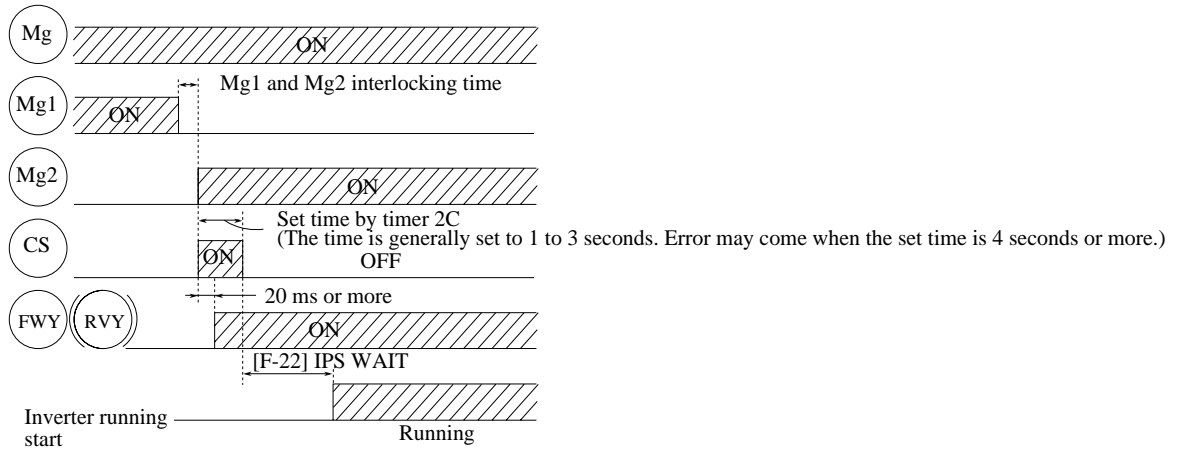 Mg
ON
Mg1 and Mg2 interlocking time
Mg1
ON
Mg2
ON
Set time by timer 2C
(The time is generally set to 1 to 3 seconds. Error may come when the set time is 4 seconds or more.)
CS
ON
OFF
20 ms or more
FWY
RVY
ON
[F-22] IPS WAIT
Inverter running
start
Running